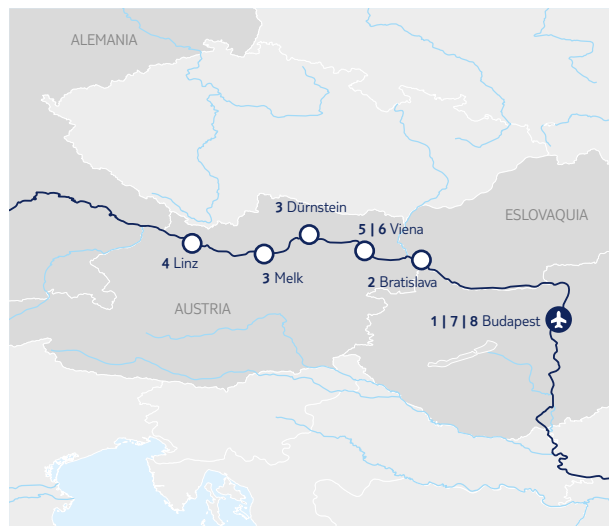 ALEMANIA
3 Dürnstein
5 | 6 Viena
ESLOVAQUIA
4 Linz
3 Melk
2 Bratislava
AUSTRIA
1 | 7 | 8 Budapest